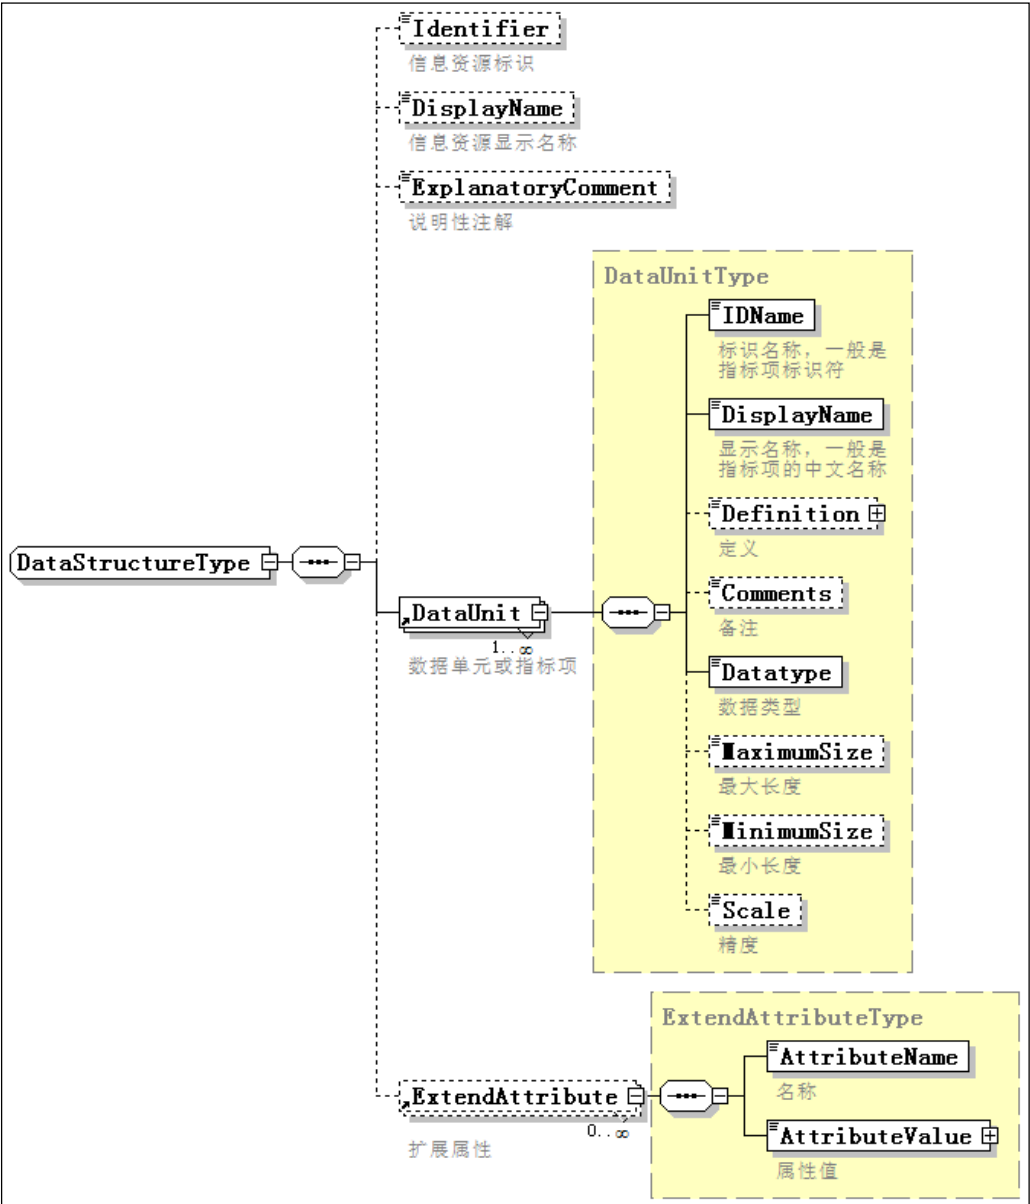 Identifier
信息资源标识
DisplayName
信息资源显示名称
ExplanatoryComment
说明性注解
DataUnitType
IDName
标识名称，一般是
指标项标识符
DisplayName
显示名称，一般是
指标项的中文名称
Definition
定义
DataStructureType
Comments
备注
DataUnit
1..∞
数据单元或指标项
Datatype
数据类型
MaximumSize
最大长度
MinimumSize
最小长度
Scale
精度
ExtendAttributeType
AttributeName
名称
ExtendAttribute
0..∞
扩展属性
AttributeValue
属性值